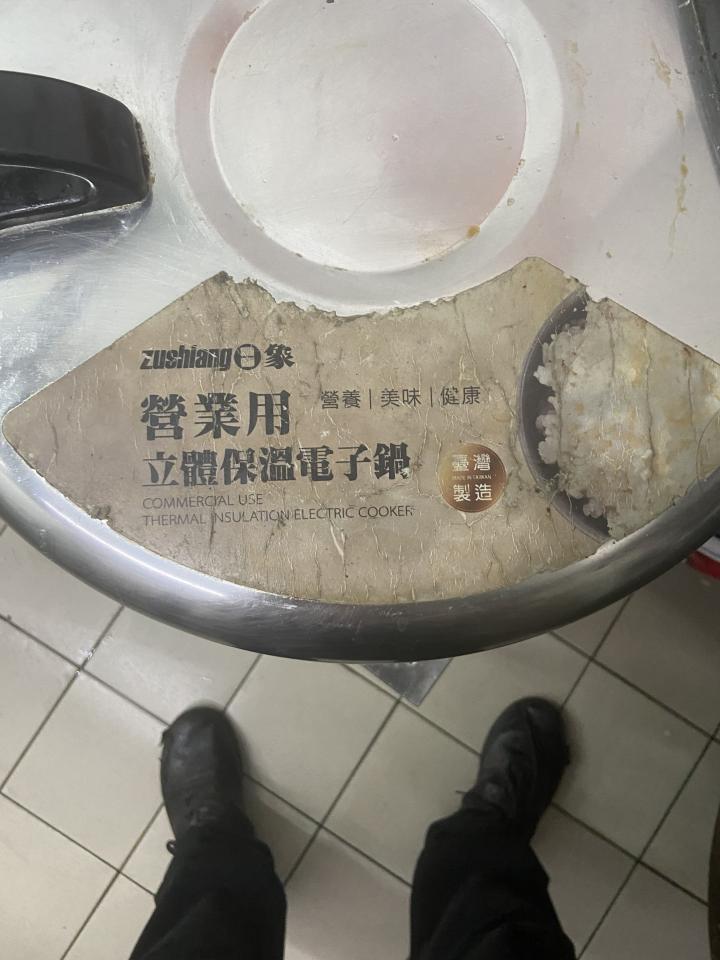 zushiang日象
營業用
營養|美味|健康
立體保溫電子鍋
COMMERCIAL USE
THERMAL INSULATION ELECTRIC COOKER
臺灣
MADE IN TAIWAN
製造